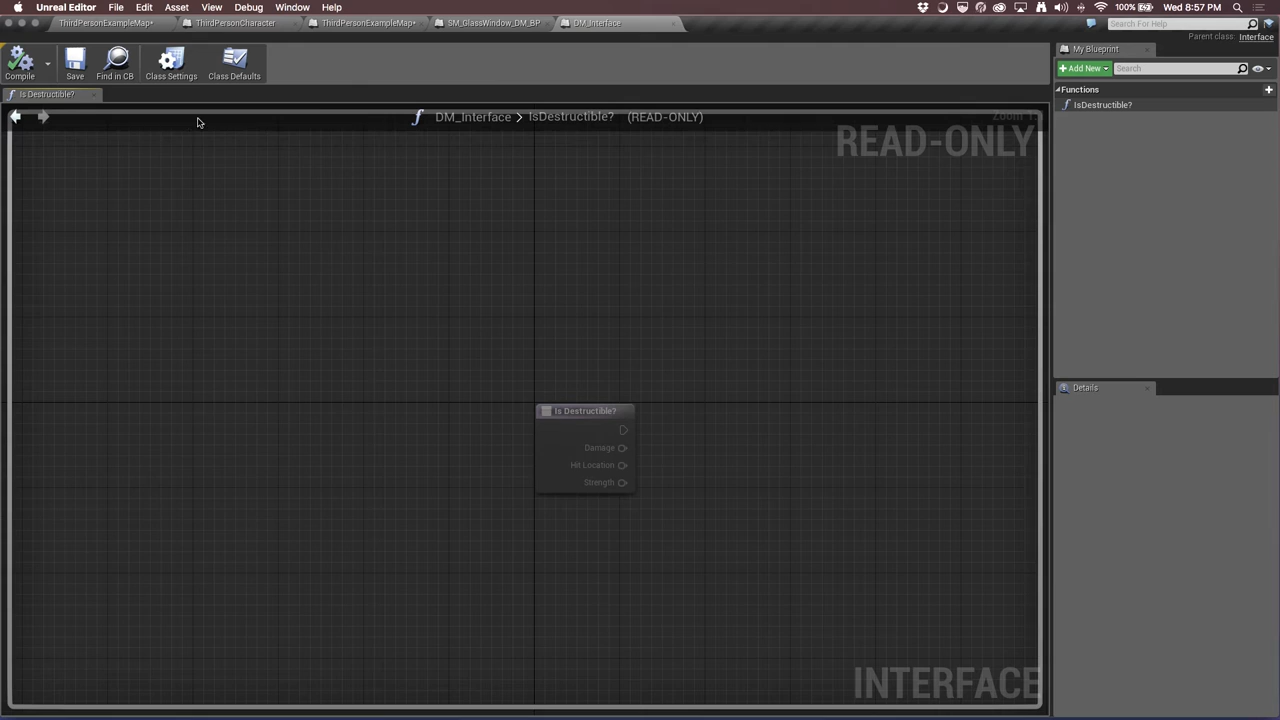 Unreal Editor File Edit Asset View Debug Window Help 100% Wed 8:57 PM
ThirdPersonExampleMap* ThirdPersonCharacter ThirdPersonExampleMap* SM_GlassWindow_DM_BP DM_Interface Search For Help
Parent class: Interface
Compile Save Find in CB Class Settings Class Defaults
My Blueprint
+Add New Search
Is Destructible?
Functions
IsDestructible?
DM_Interface > IsDestructible? (READ-ONLY)
READ-ONLY
Details
Is Destructible?
Damage
Hit Location
Strength
INTERFACE